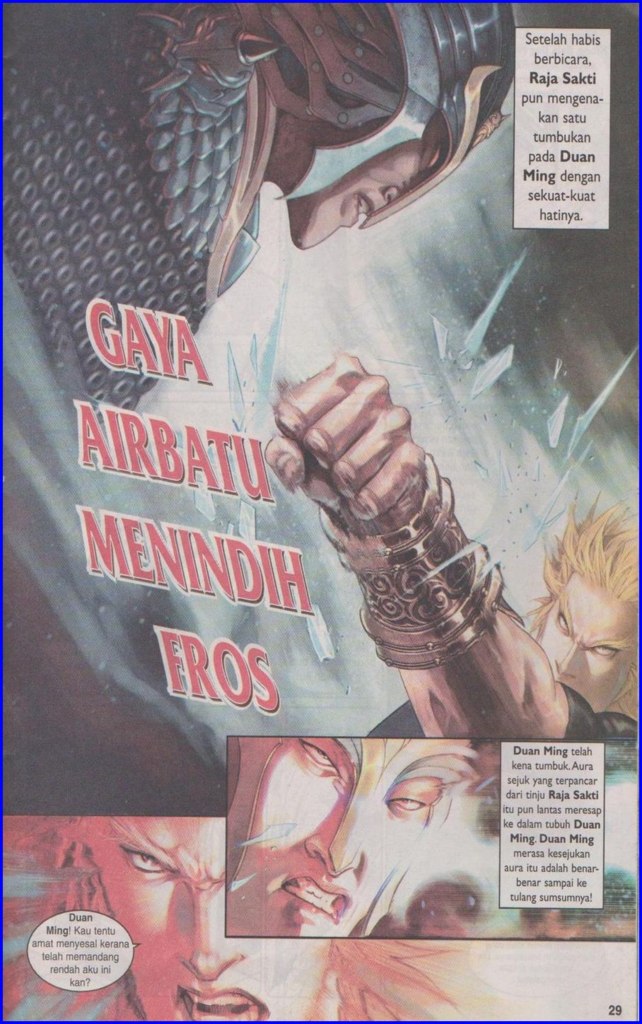 Setelah habis
berbicara,
Raja Sakti
pun mengena-
kan satu
tumbukan
pada Duan
Ming dengan
sekuat-kuat
hatinya.
GAYA
AIRBATU
MENINDIH
FROS
Duan Ming telah
kena tumbuk. Aura
sejuk yang terpancar
dari tinju Raja Sakti
itu pun lantas meresap
ke dalam tubuh Duan
Ming. Duan Ming
merasa kesejukan
aura itu adalah benar-
benar sampai ke
tulang sumsumnya!
Duan
Ming! Kau tentu
amat menyesal kerana
telah memandang
rendah aku ini
kan?
29